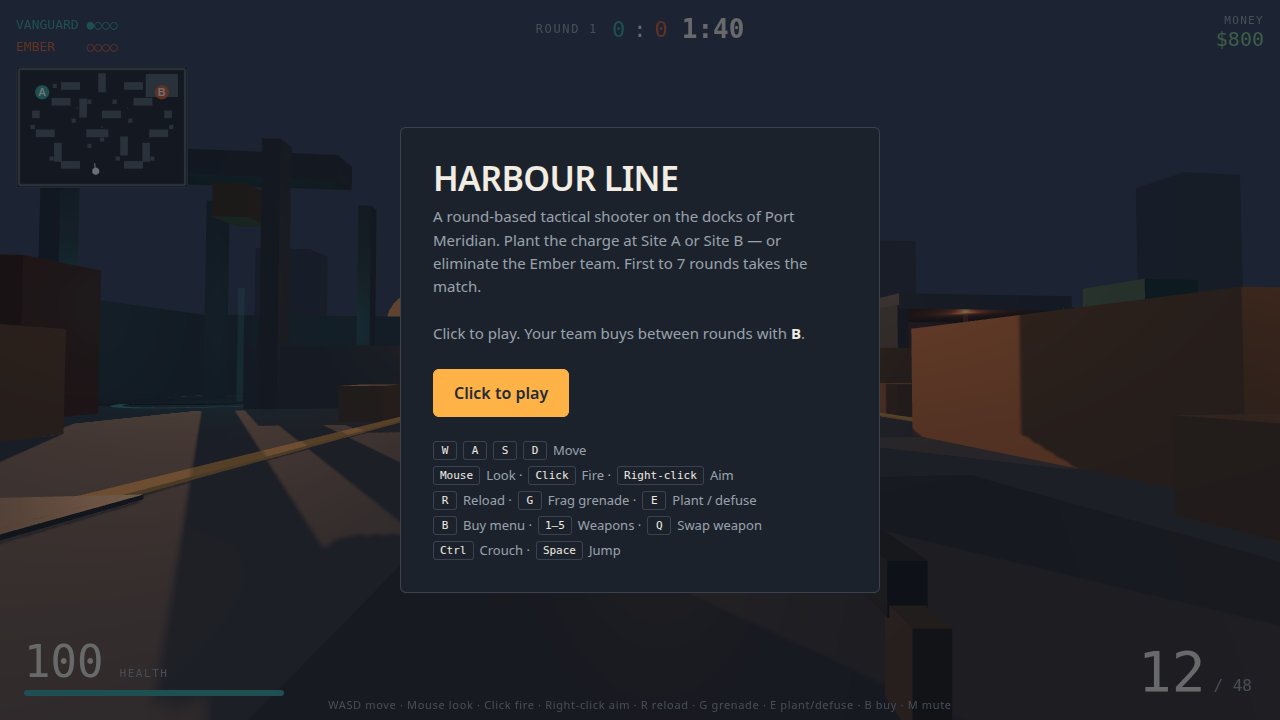 VANGUARD
EMBER
ROUND 1 0 : 0 1:40
MONEY
$800
A
B
HARBOUR LINE
A round-based tactical shooter on the docks of Port
Meridian. Plant the charge at Site A or Site B — or
eliminate the Ember team. First to 7 rounds takes the
match.
Click to play. Your team buys between rounds with B.
Click to play
W A S D Move
Mouse Look · Click Fire · Right-click Aim
R Reload · G Frag grenade · E Plant / defuse
B Buy menu · 1–5 Weapons · Q Swap weapon
Ctrl Crouch · Space Jump
100 HEALTH
12 / 48
WASD move · Mouse look · Click fire · Right-click aim · R reload · G grenade · E plant/defuse · B buy · M mute